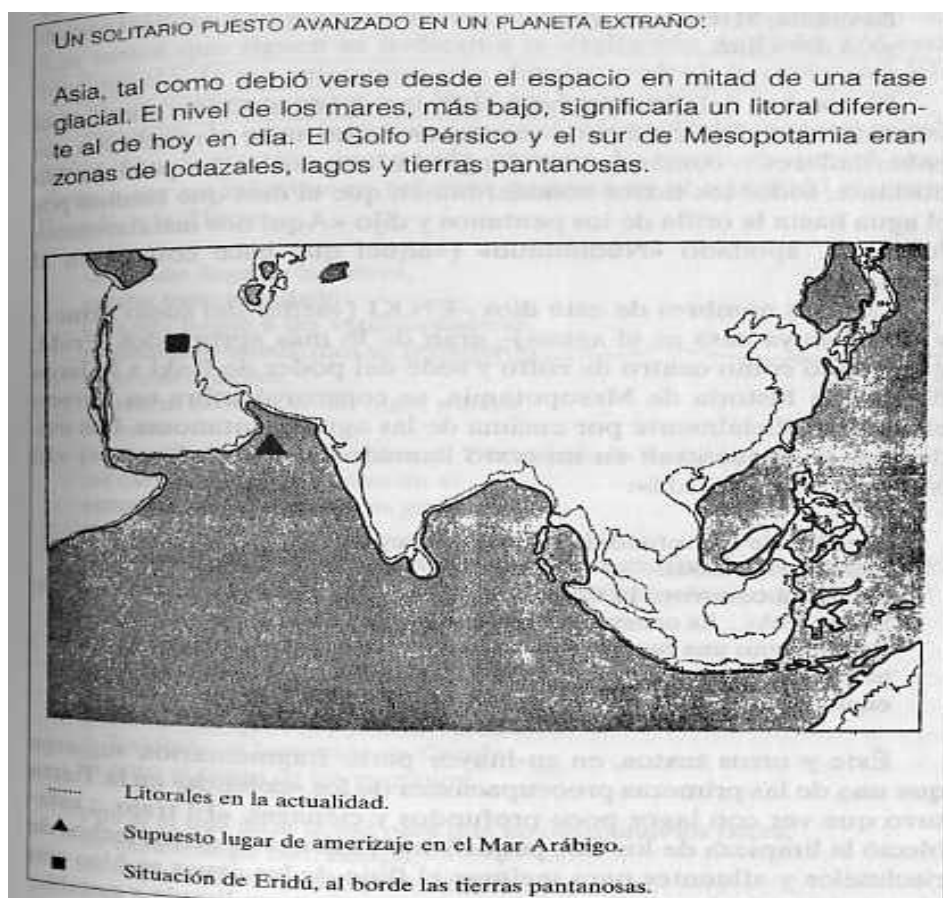 UN SOLITARIO PUESTO AVANZADO EN UN PLANETA EXTRAÑO:
Asia, tal como debió verse desde el espacio en mitad de una fase
glacial. El nivel de los mares, más bajo, significaría un litoral diferen-
te al de hoy en día. El Golfo Pérsico y el sur de Mesopotamia eran
zonas de lodazales, lagos y tierras pantanosas.
Litorales en la actualidad.
Supuesto lugar de amerizaje en el Mar Arábigo.
Situación de Eridú, al borde las tierras pantanosas.